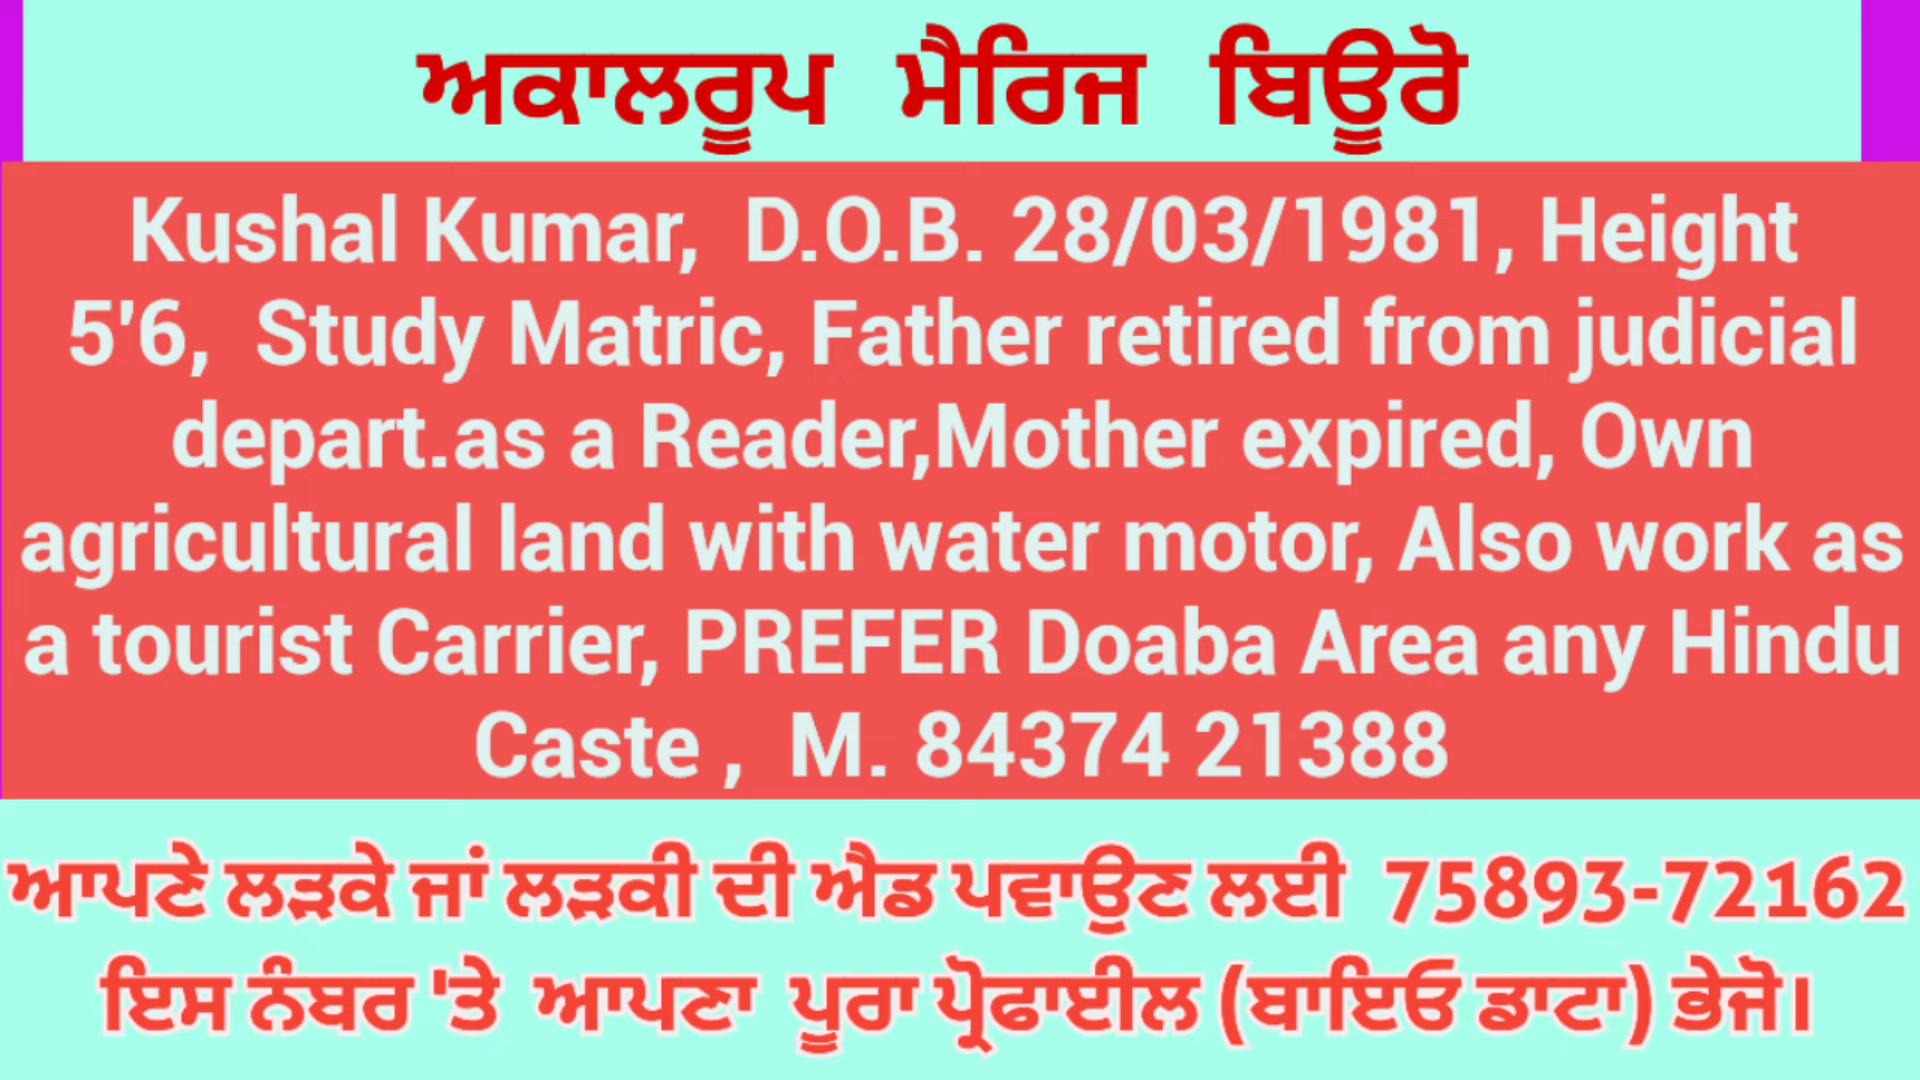 ਅਕਾਲਰੂਪ ਮੈਰਿਜ ਬਿਊਰੋ
Kushal Kumar, D.O.B. 28/03/1981, Height
5'6, Study Matric, Father retired from judicial
depart.as a Reader,Mother expired, Own
agricultural land with water motor, Also work as
a tourist Carrier, PREFER Doaba Area any Hindu
Caste , M. 84374 21388
ਆਪਣੇ ਲੜਕੇ ਜਾਂ ਲੜਕੀ ਦੀ ਐਡ ਪਵਾਉਣ ਲਈ 75893-72162
ਇਸ ਨੰਬਰ 'ਤੇ ਆਪਣਾ ਪੂਰਾ ਪ੍ਰੋਫਾਈਲ (ਬਾਇਓ ਡਾਟਾ) ਭੇਜੋ।